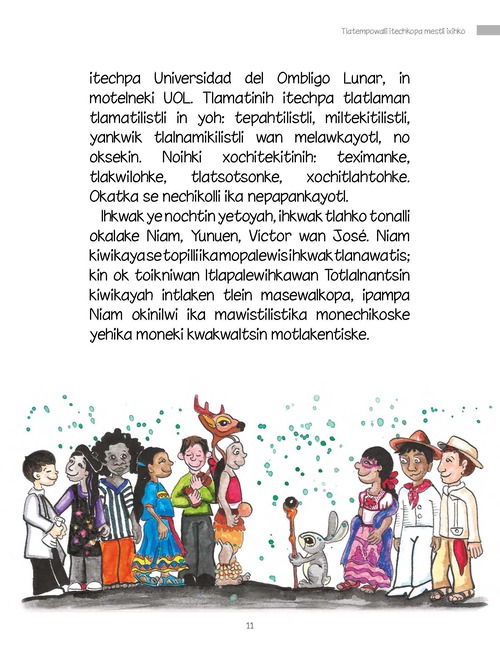 Tlatempowalli itechkopa mestli ixihko
itechpa Universidad del Ombligo Lunar, in
motelneki UOL. Tlamatinih itechpa tlatlaman
tlamatilistli in yoh: tepahtilistli, miltekitilistli,
yankwik tlalnamikilistli wan melawkayotl, no
oksekin. Noihki xochitekitinih: teximanke,
tlakwilohke, tlatsotsonke, xochitlahtohke.
Okatka se nechikolli ika nepapankayotl.
Ihkwak ye nochtin yetoyah, ihkwak tlahko tonalli
okalake Niam, Yunuen, Victor wan José. Niam
kiwikaya se topilli ika mopalewis ihkwak tlanawatis;
kin ok toikniwan Itlapalewihkawan Totlalnantsin
kiwikayah intlaken tlein masewalkopa, ipampa
Niam okinilwi ika mawistilistika monechikoske
yehika moneki kwakwaltsin motlakentiske.
11